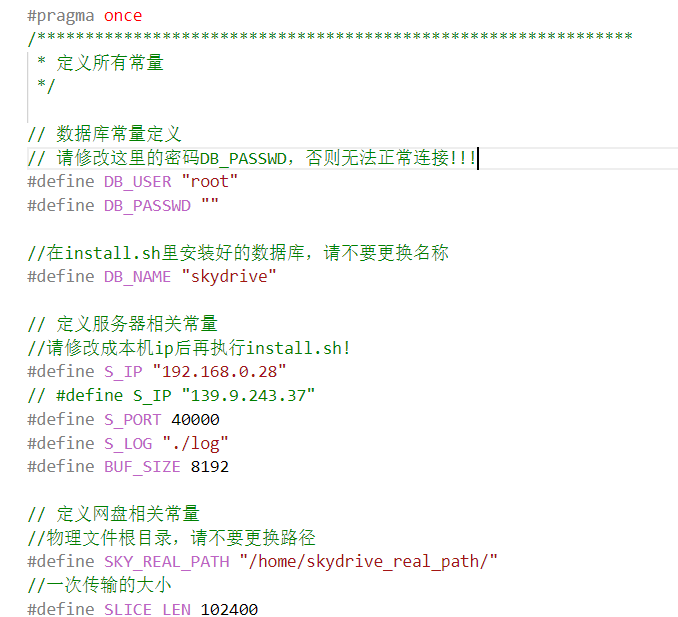 #pragma once
/**************************************************************
 * 定义所有常量
 */
// 数据库常量定义
// 请修改这里的密码DB_PASSWD，否则无法正常连接!!!
#define DB_USER "root"
#define DB_PASSWD ""
//在install.sh里安装好的数据库，请不要更换名称
#define DB_NAME "skydrive"
// 定义服务器相关常量
//请修改成本机ip后再执行install.sh!
#define S_IP "192.168.0.28"
// #define S_IP "139.9.243.37"
#define S_PORT 40000
#define S_LOG "./log"
#define BUF_SIZE 8192
// 定义网盘相关常量
//物理文件根目录，请不要更换路径
#define SKY_REAL_PATH "/home/skydrive_real_path/"
//一次传输的大小
#define SLICE_LEN 102400